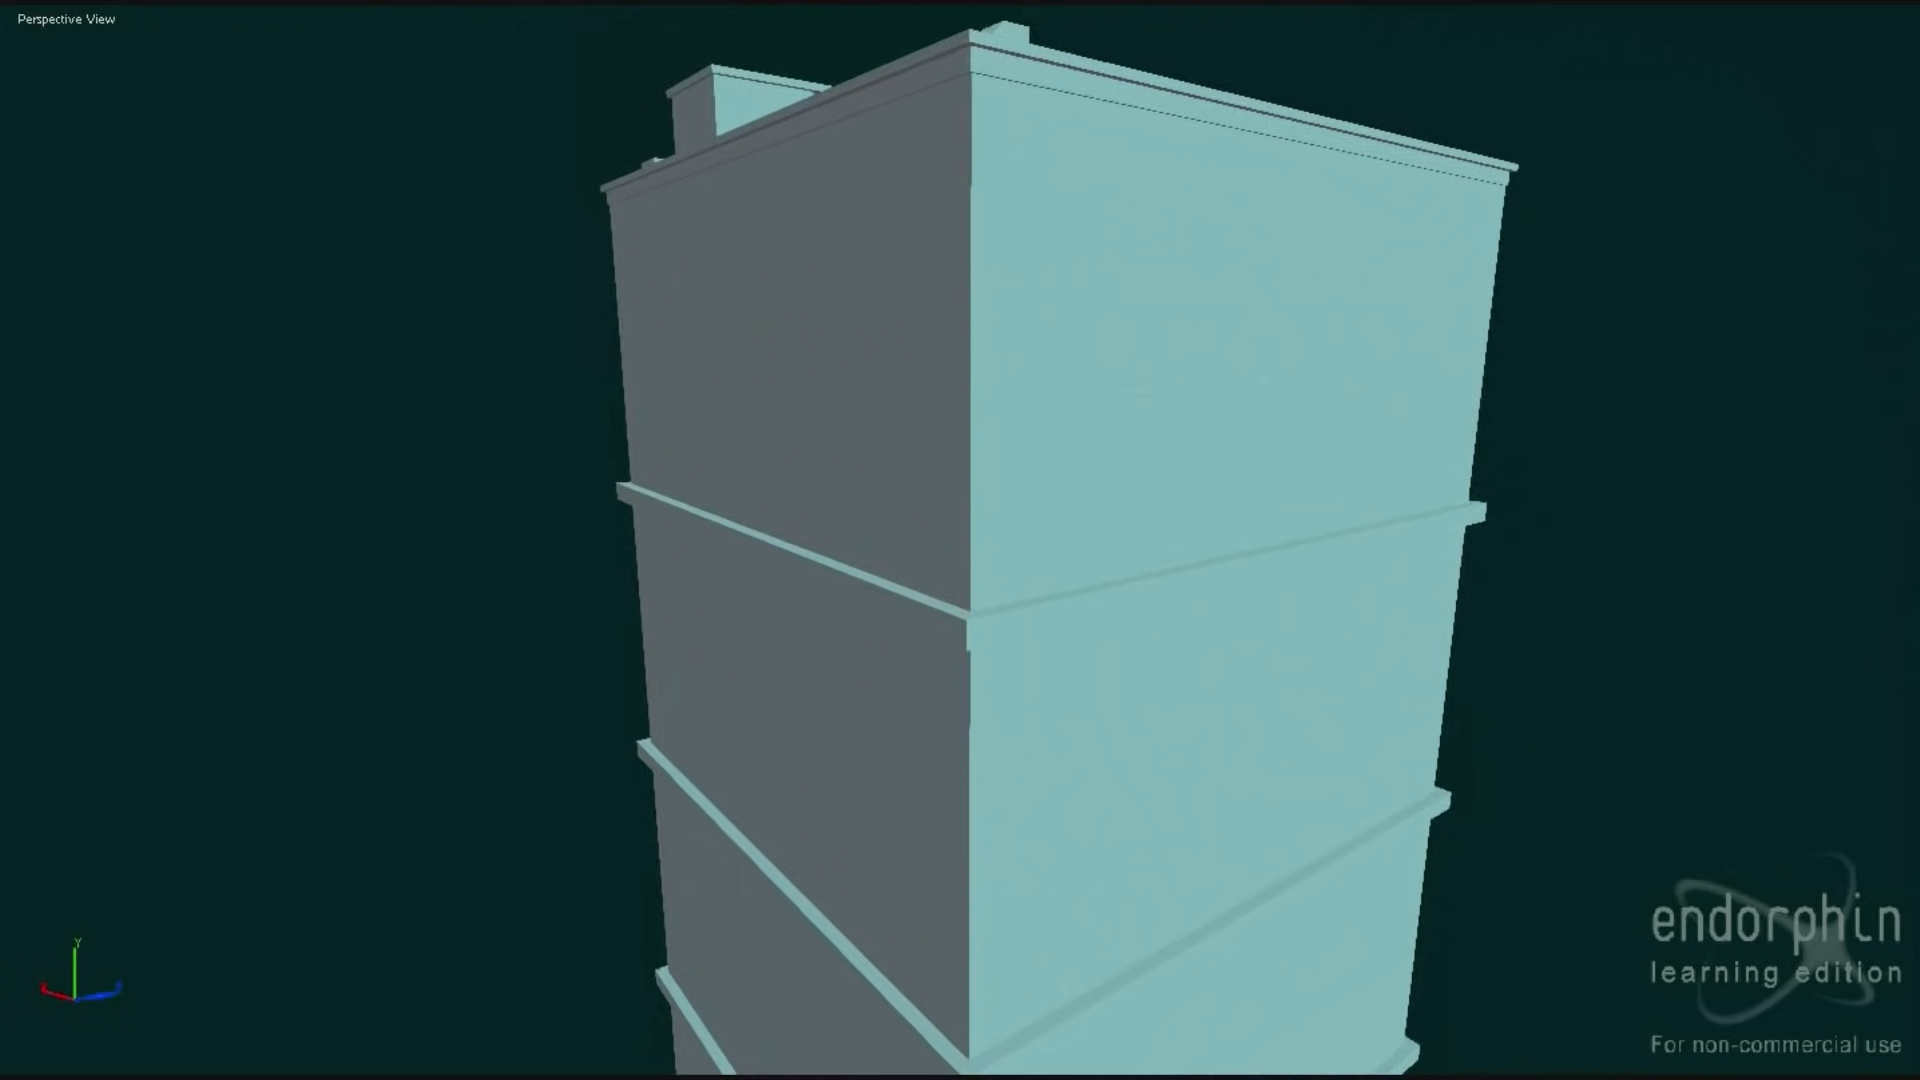 Perspective View
Y
endorphin
learning edition
For non-commercial use